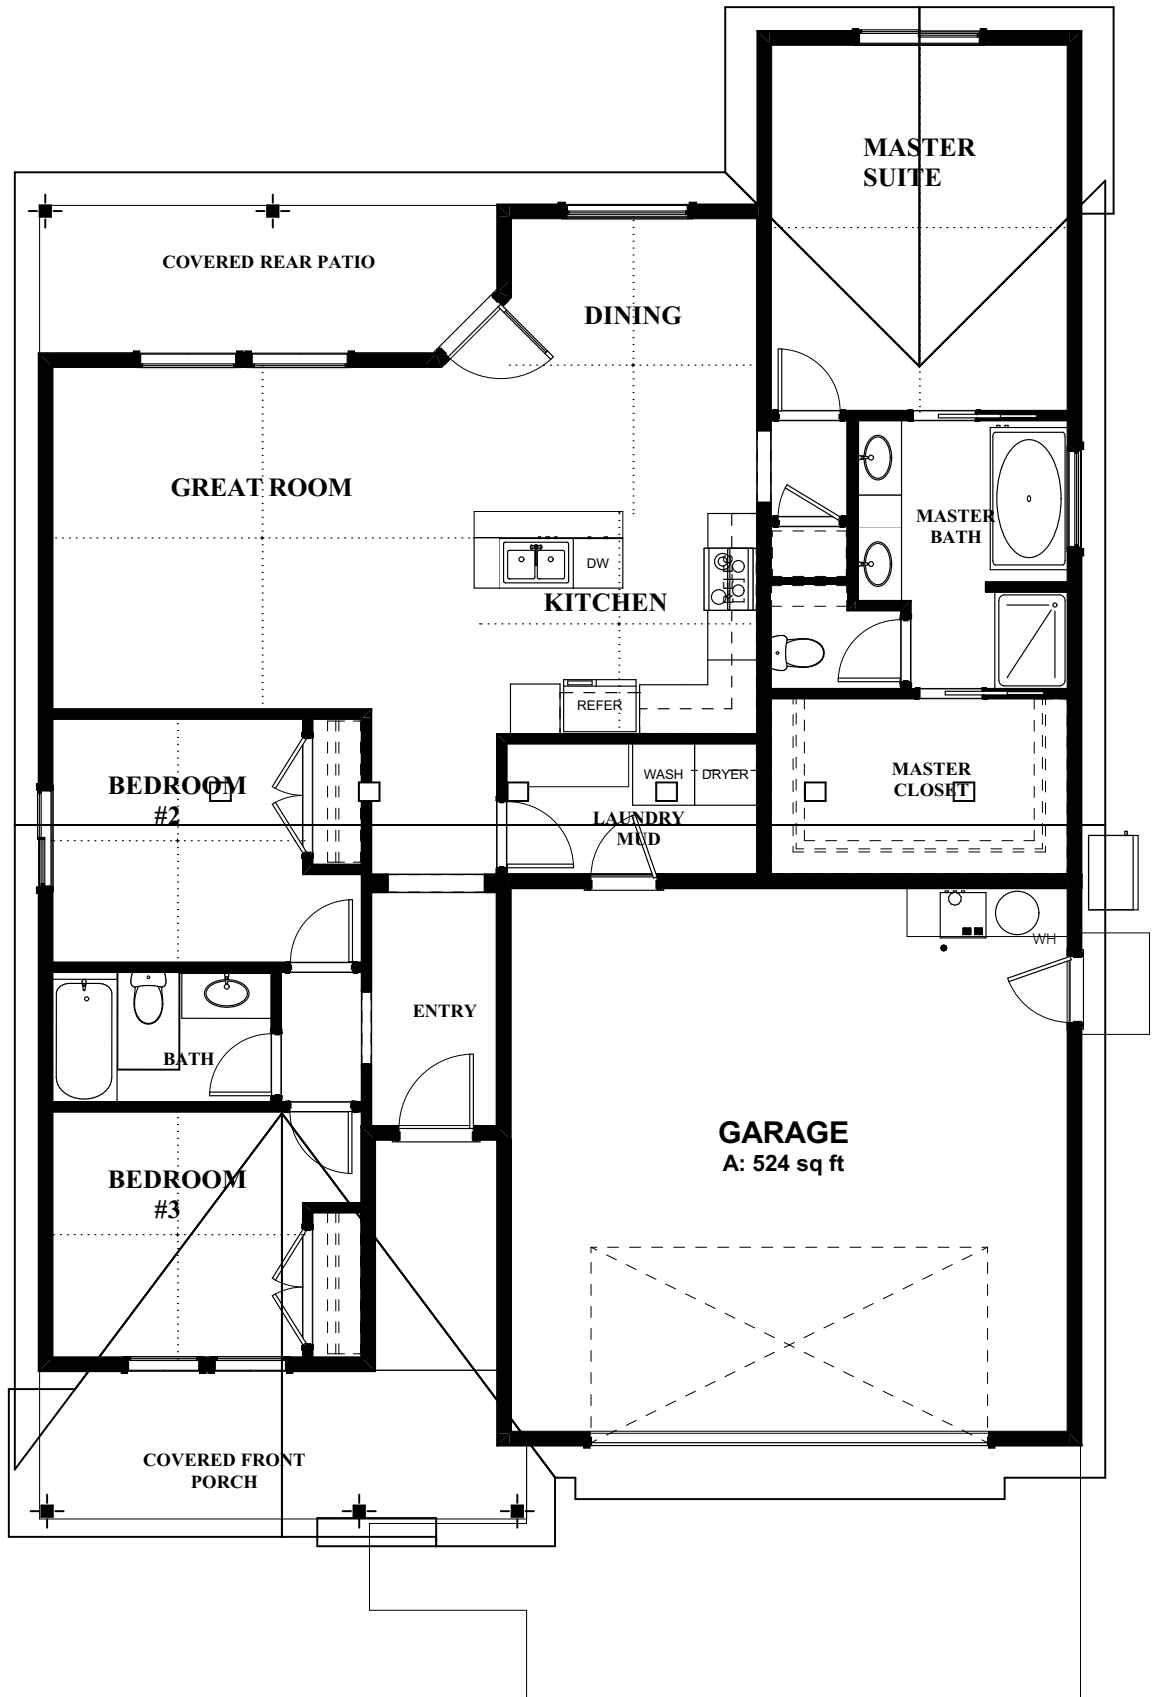 MASTER
SUITE
COVERED REAR PATIO
DINING
GREAT ROOM
MASTER
BATH
DW
KITCHEN
REFER
BEDROOM
#2
WASH
DRYER
MASTER
CLOSET
LAUNDRY
MUD
WH
ENTRY
BATH
GARAGE
A: 524 sq ft
BEDROOM
#3
COVERED FRONT
PORCH